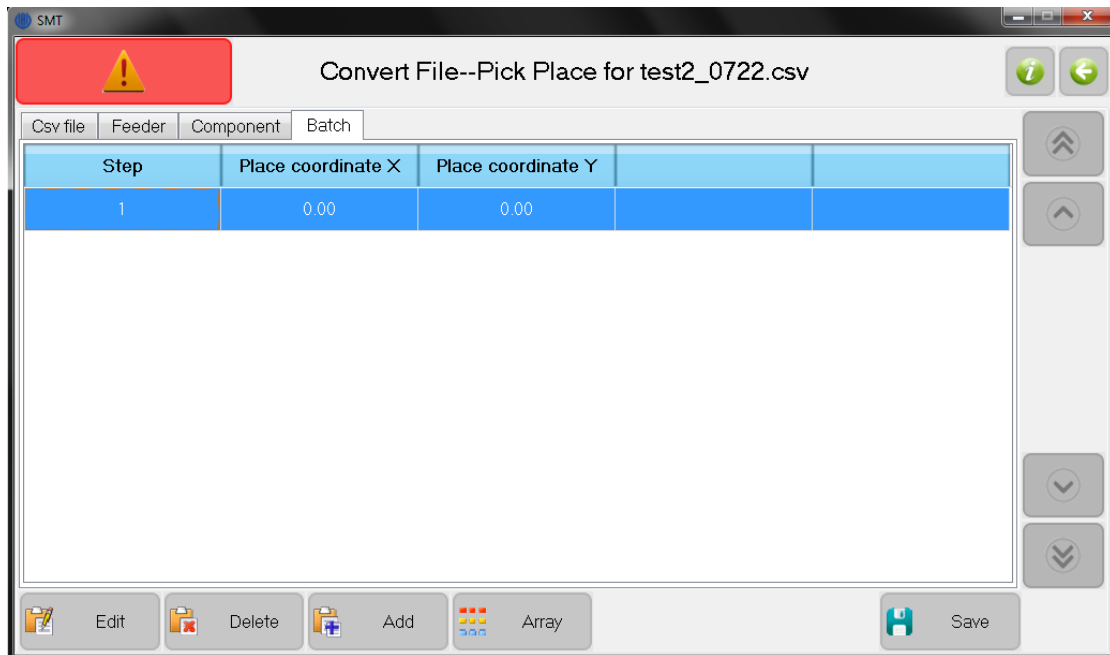 SMT
Convert File--Pick Place for test2_0722.csv
Csv file Feeder Component Batch
Step Place coordinate X Place coordinate Y
1 0.00 0.00
Edit Delete Add Array Save